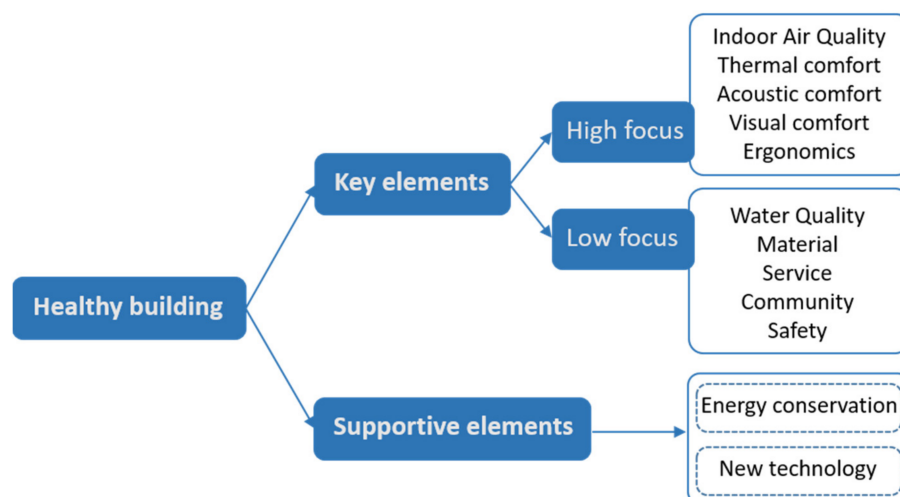 Healthy building
Key elements
High focus
Indoor Air Quality
Thermal comfort
Acoustic comfort
Visual comfort
Ergonomics
Low focus
Water Quality
Material
Service
Community
Safety
Supportive elements
Energy conservation
New technology